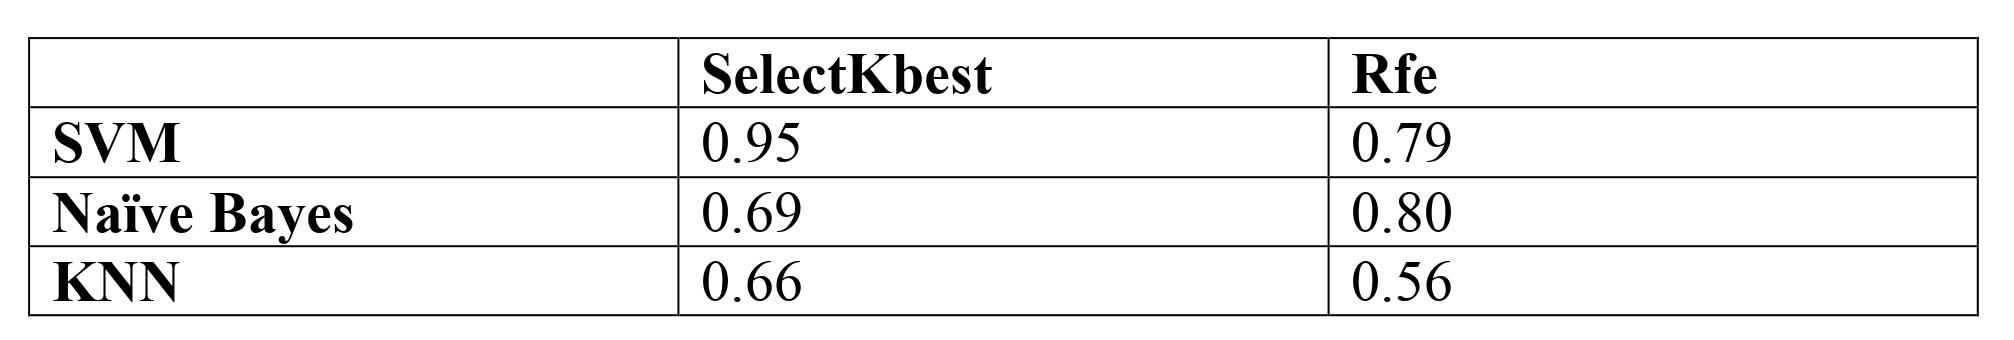 SelectKbest Rfe
SVM 0.95 0.79
Naïve Bayes 0.69 0.80
KNN 0.66 0.56